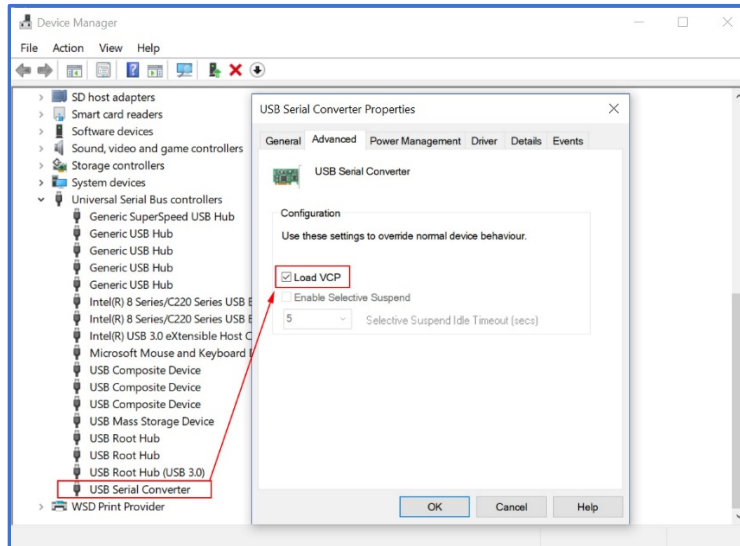 Device Manager
File Action View Help
SD host adapters
Smart card readers
Software devices
Sound, video and game controllers
Storage controllers
System devices
Universal Serial Bus controllers
Generic SuperSpeed USB Hub
Generic USB Hub
Generic USB Hub
Generic USB Hub
Generic USB Hub
Intel(R) 8 Series/C220 Series USB
Intel(R) 8 Series/C220 Series USB
Intel(R) USB 3.0 eXtensible Host
Microsoft Mouse and Keyboard
USB Composite Device
USB Composite Device
USB Composite Device
USB Mass Storage Device
USB Root Hub
USB Root Hub
USB Root Hub (USB 3.0)
USB Serial Converter
WSD Print Provider
USB Serial Converter Properties
General Advanced Power Management Driver Details Events
USB Serial Converter
Configuration
Use these settings to override normal device behaviour.
Load VCP
Enable Selective Suspend
5 Selective Suspend Idle Timeout (secs)
OK Cancel Help